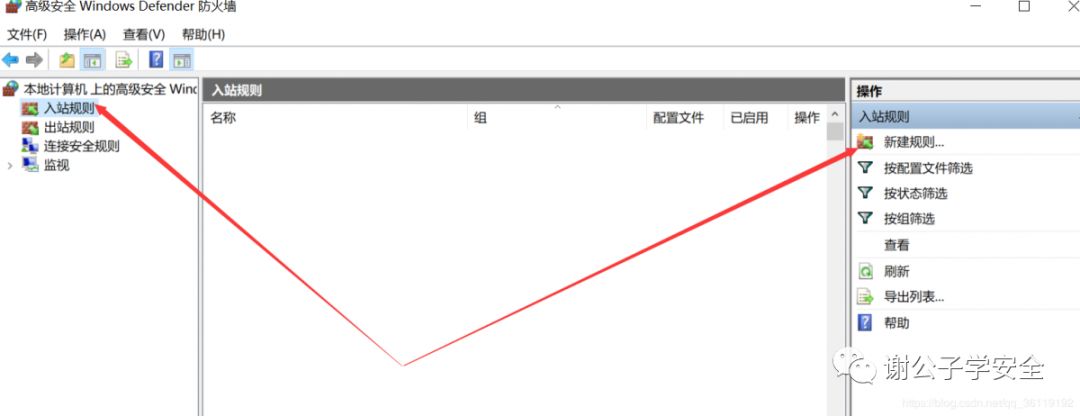 高级安全 Windows Defender 防火墙
文件(F) 操作(A) 查看(V) 帮助(H)
本地计算机 上的高级安全 Wind
入站规则
出站规则
连接安全规则
监视
入站规则
名称 组 配置文件 已启用 操作
操作
入站规则
新建规则...
按配置文件筛选
按状态筛选
按组筛选
查看
刷新
导出列表...
帮助
谢公子学安全
https://blog.csdn.net/qq_36119192